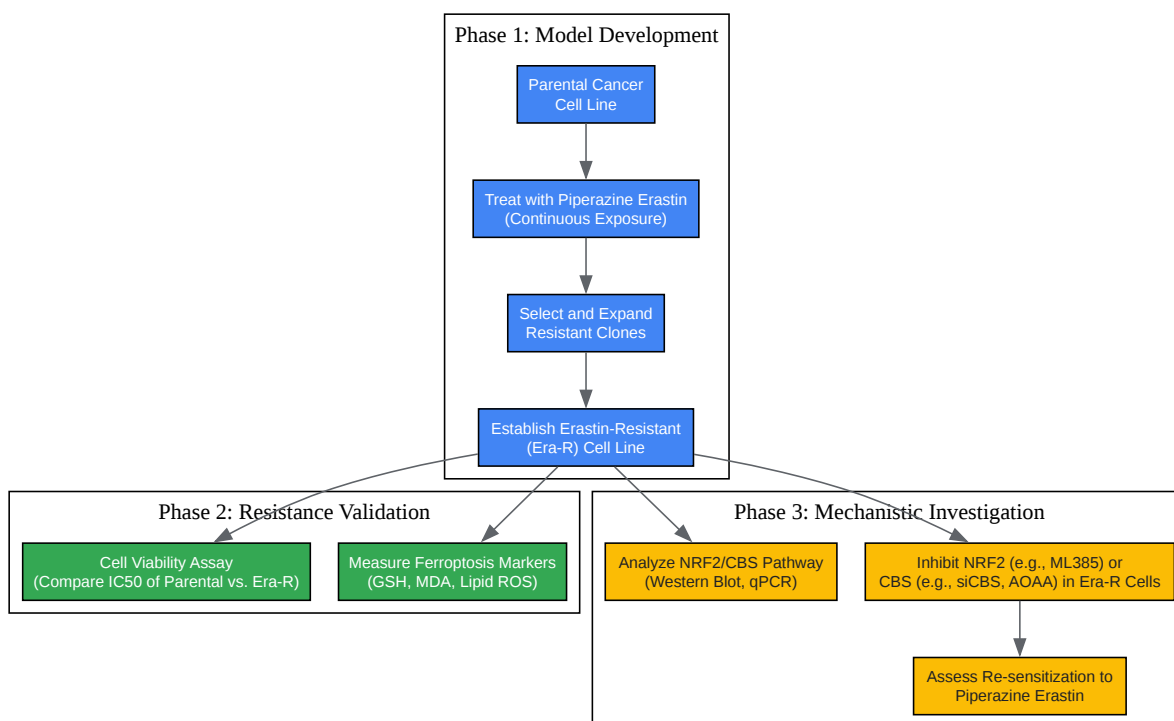 Phase 1: Model Development
Parental Cancer
Cell Line
Treat with Piperazine Erastin
(Continuous Exposure)
Select and Expand
Resistant Clones
Establish Erastin-Resistant
(Era-R) Cell Line
Phase 2: Resistance Validation
Cell Viability Assay
(Compare IC50 of Parental vs. Era-R)
Measure Ferroptosis Markers
(GSH, MDA, Lipid ROS)
Phase 3: Mechanistic Investigation
Analyze NRF2/CBS Pathway
(Western Blot, qPCR)
Inhibit NRF2 (e.g., ML385) or
CBS (e.g., siCBS, AOAA) in Era-R Cells
Assess Re-sensitization to
Piperazine Erastin